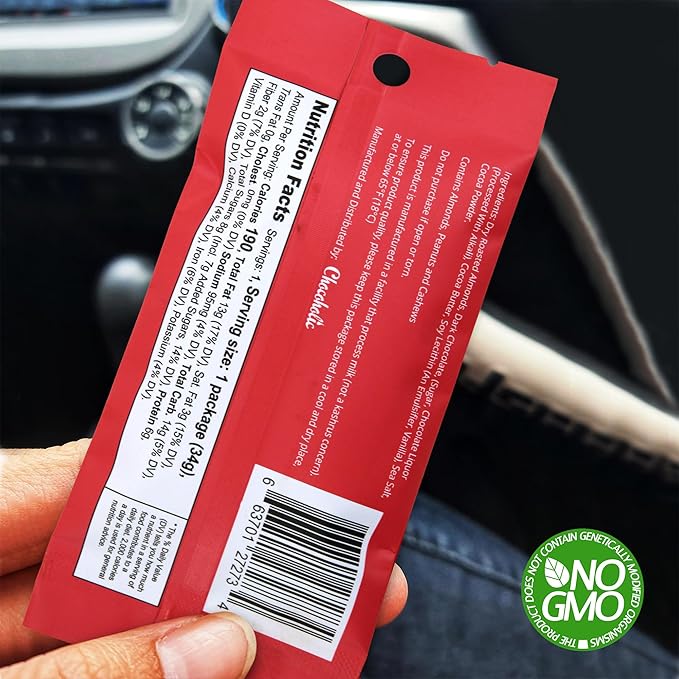 Ingredients: Dry Roasted Almonds, Dark Chocolate (Sugar, Chocolate Liquor
(Processed With Alkali), Cocoa Butter, Soy Lecithin (An Emulsifier, Vanilla), Sea Salt,
Cocoa Powder.
Contains Almonds, Peanuts and Cashews
Do not purchase if open or torn.
This product is manufactured in a facility that process milk (not a kashrus concern).
To ensure product quality, please keep this package stored in a cool and dry place,
at or below 65°F (18°C)
Manufactured and Distributed by: Chocoholic
Nutrition Facts Servings: 1, Serving size: 1 package (34g),
Amount Per Serving: Calories 190, Total Fat 13g (17% DV), Sat. Fat 3g (15% DV),
Trans Fat 0g, Cholest. 0mg (0% DV), Sodium 95mg (4% DV), Total Carb. 14g (5% DV),
Fiber 2g (7% DV), Total Sugars 9g (Incl. 7g Added Sugars, 14% DV), Protein 9g
Vitamin D (0% DV), Calcium (4% DV), Iron (6% DV), Potassium (4% DV).
* The % Daily Value
(DV) tells you how much
a nutrient in a serving of
food contributes to a
daily diet. 2,000 calories
a day is used for general
nutrition advice.
6 63701 27273 4
NO
GMO
THE PRODUCT DOES NOT CONTAIN GENETICALLY MODIFIED ORGANISMS